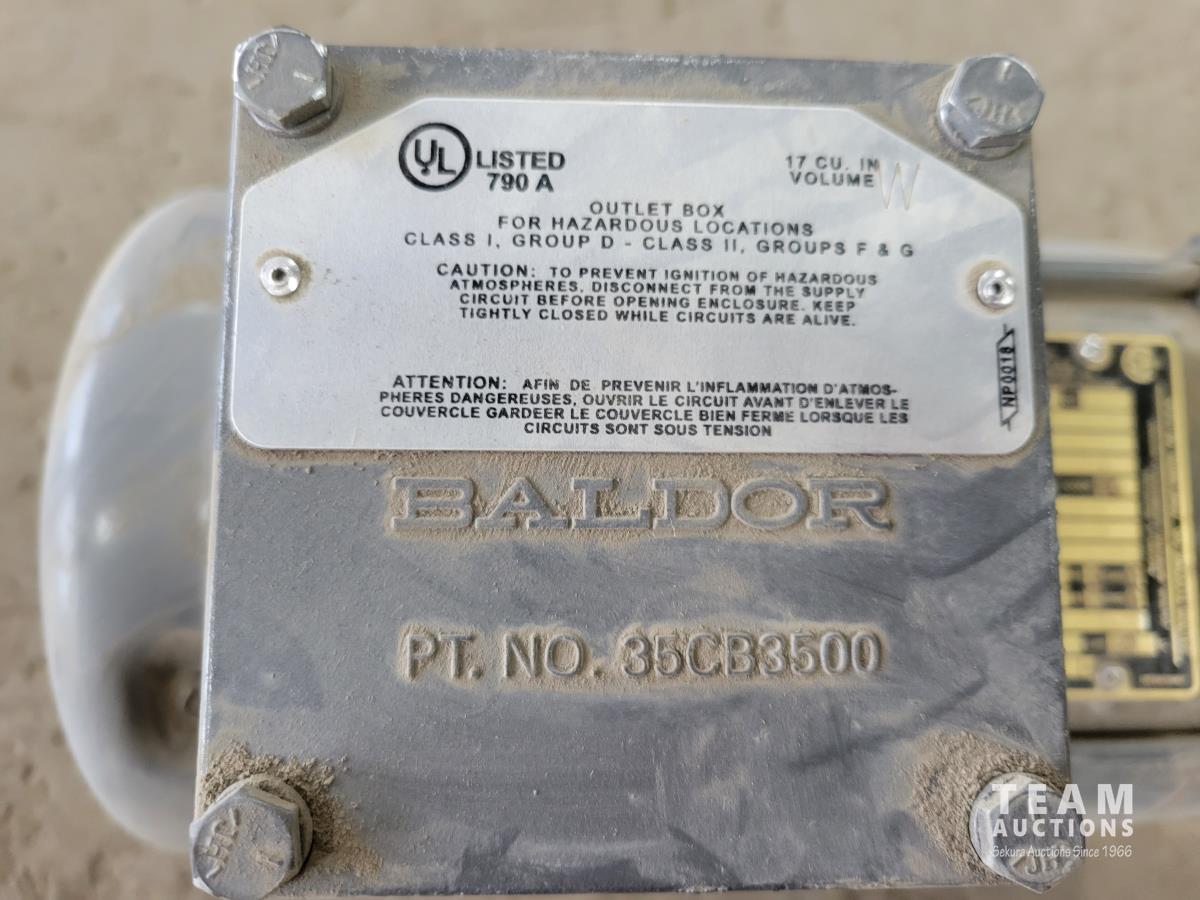 UL LISTED
790 A
17 CU. IN
VOLUME W
OUTLET BOX
FOR HAZARDOUS LOCATIONS
CLASS I, GROUP D - CLASS II, GROUPS F & G
CAUTION: TO PREVENT IGNITION OF HAZARDOUS
ATMOSPHERES, DISCONNECT FROM THE SUPPLY
CIRCUIT BEFORE OPENING ENCLOSURE. KEEP
TIGHTLY CLOSED WHILE CIRCUITS ARE ALIVE.
ATTENTION: AFIN DE PREVENIR L'INFLAMMATION D'ATMOS-
PHERES DANGEREUSES, OUVRIR LE CIRCUIT AVANT D'ENLEVER LE
COUVERCLE GARDEER LE COUVERCLE BIEN FERME LORSQUE LES
CIRCUITS SONT SOUS TENSION
NP0018
BALDOR
PT. NO. 35CB3500
TEAM
AUCTIONS
Sekura Auctions Since 1966